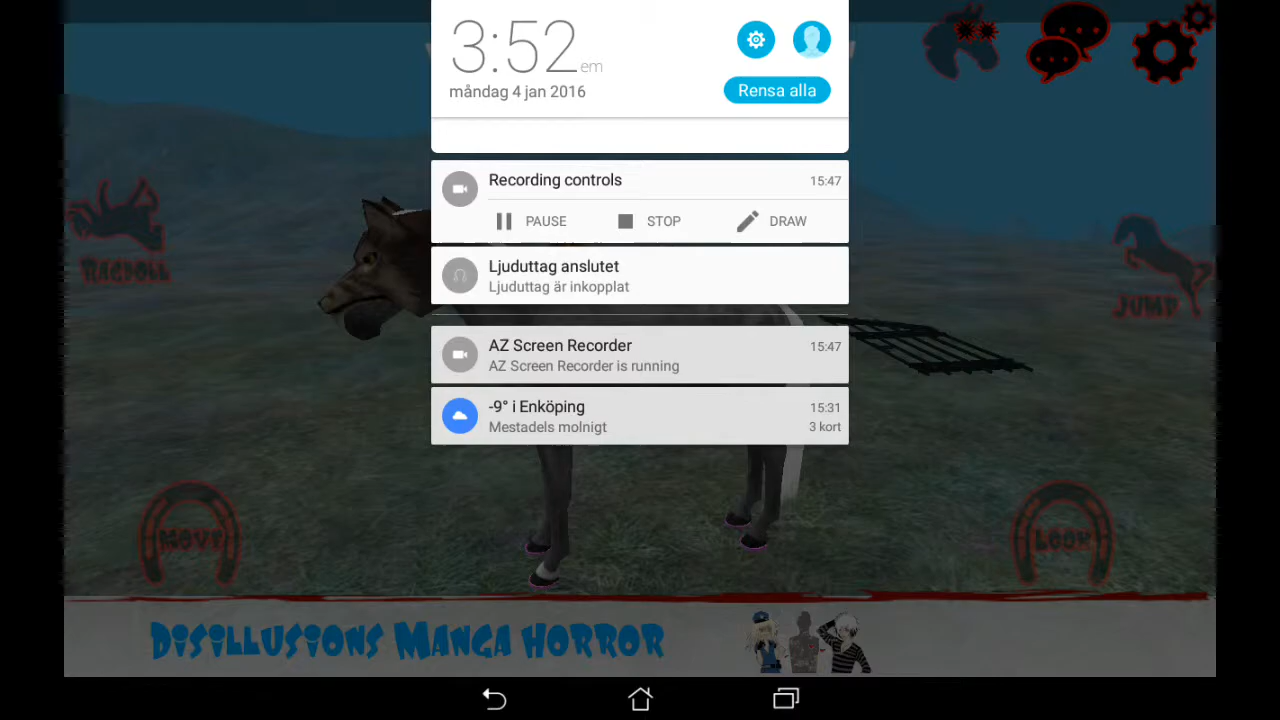 3:52 em
måndag 4 jan 2016
Rensa alla
Recording controls 15:47
PAUSE STOP DRAW
Ljuduttag anslutet
Ljuduttag är inkopplat
AZ Screen Recorder 15:47
AZ Screen Recorder is running
-9° i Enköping 15:31
Mestadels molnigt 3 kort
RAGDOLL
JUMP
MOVE
LOOK
DISILLUSIONS MANGA HORROR